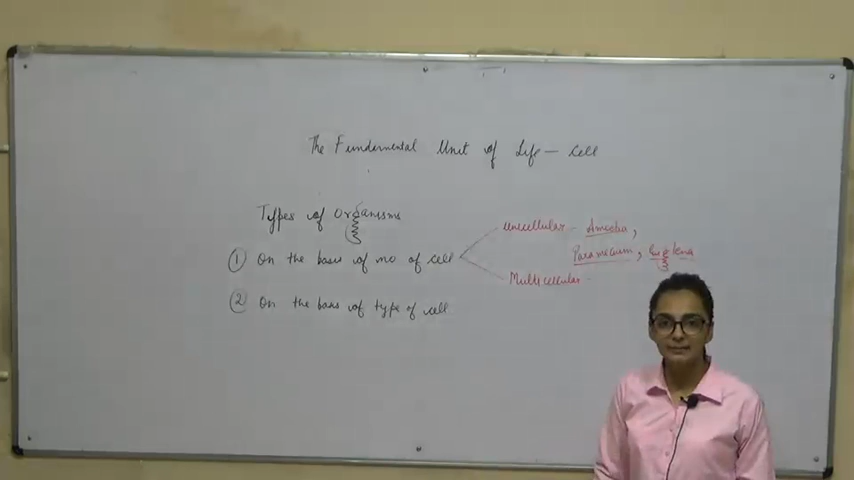 The Fundemental Unit of Life — Cell
Types of Organisms
① On the basis of no of cell
unicellular - Amoeba,
Paramecium, Euglena
Multicellular -
② On the basis of type of cell